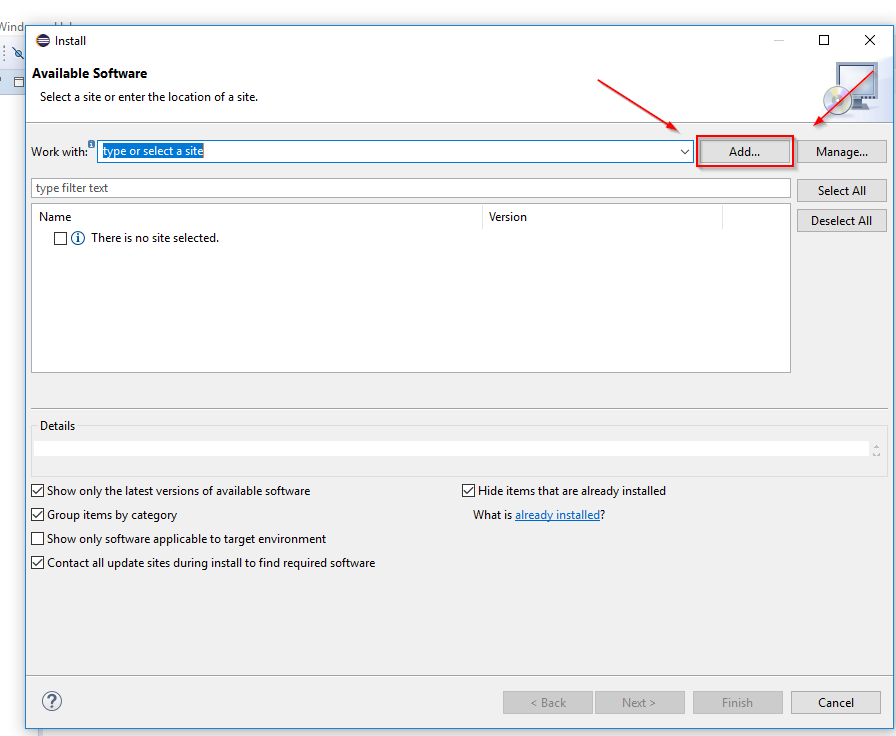 Install
Available Software
Select a site or enter the location of a site.
Work with: type or select a site Add... Manage...
type filter text Select All
Name Version Deselect All
There is no site selected.
Details
Show only the latest versions of available software Hide items that are already installed
Group items by category What is already installed?
Show only software applicable to target environment
Contact all update sites during install to find required software
? < Back Next > Finish Cancel